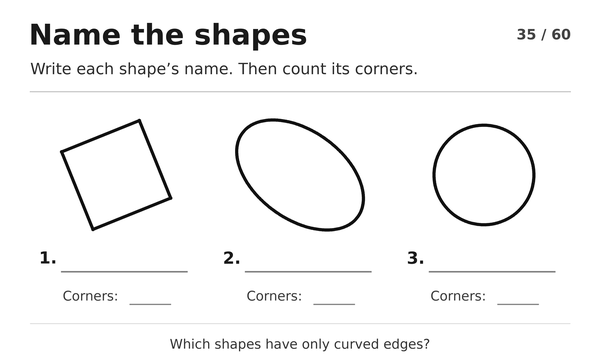 Name the shapes
35 / 60
Write each shape’s name. Then count its corners.
1. 2. 3.
Corners: Corners: Corners:
Which shapes have only curved edges?